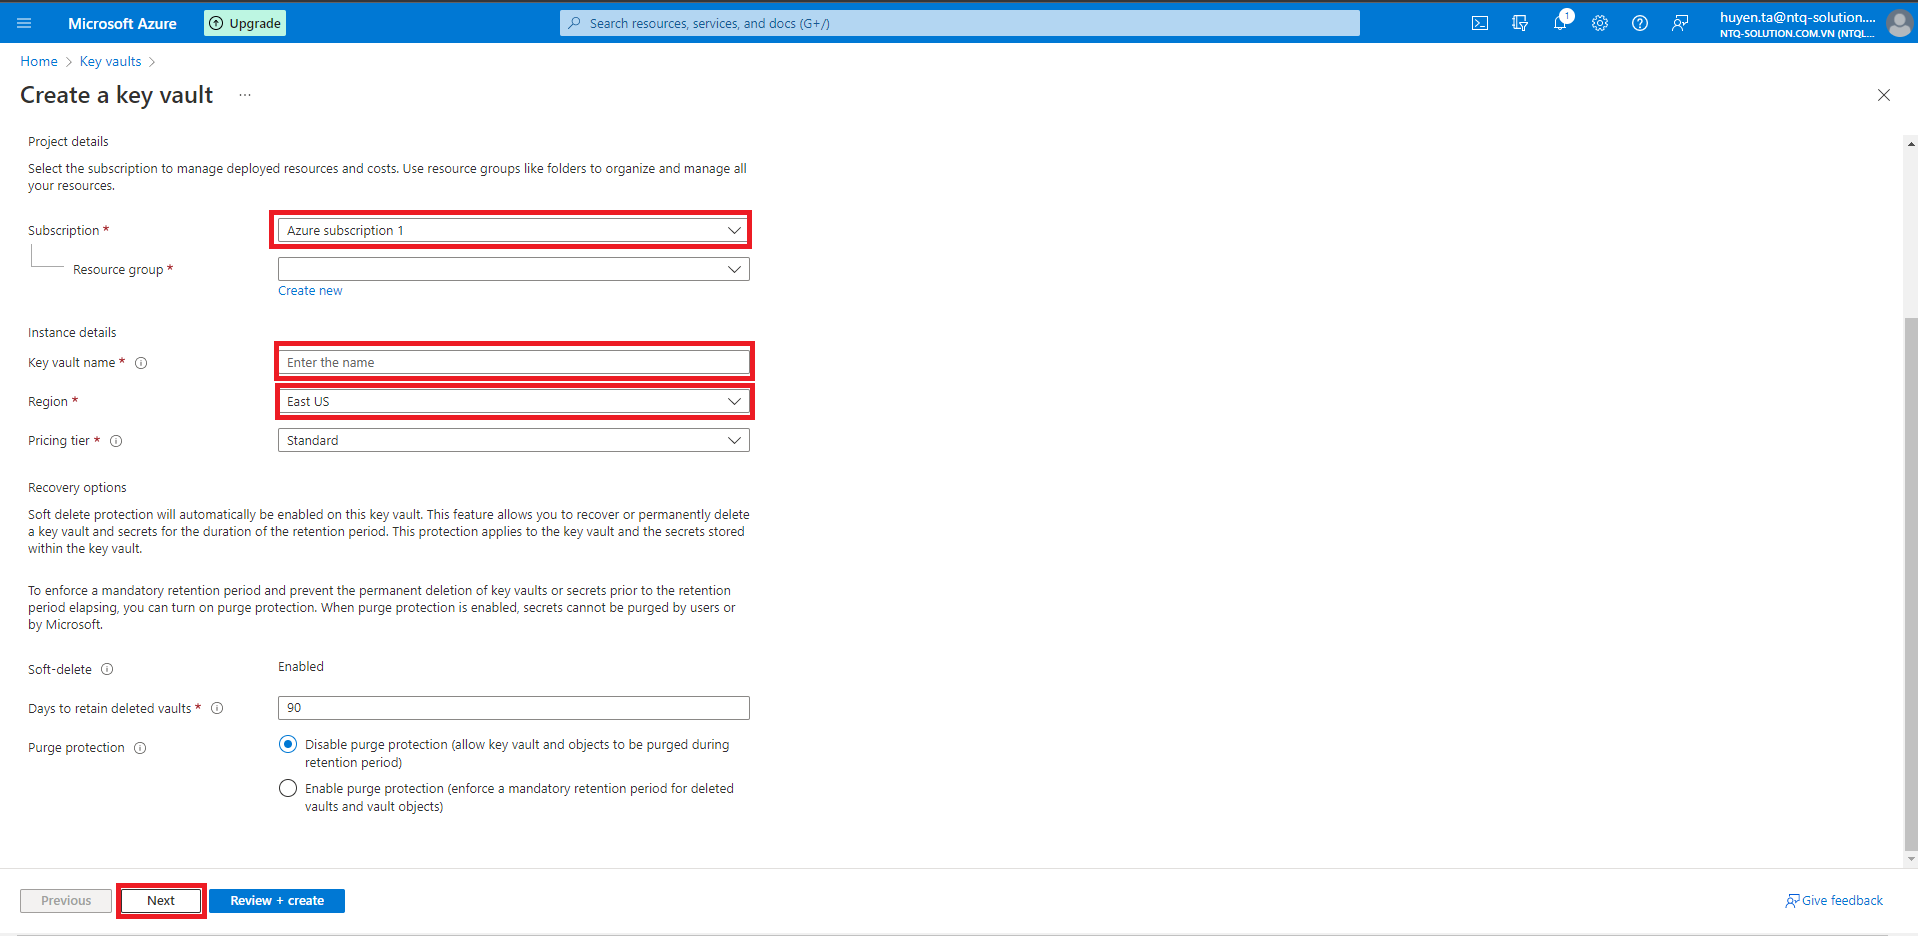 Microsoft Azure
Upgrade
Search resources, services, and docs (G+/)
1
huyen.ta@ntq-solution....
NTQ-SOLUTION.COM.VN (NTQL...
Home > Key vaults >
Create a key vault ...
Project details
Select the subscription to manage deployed resources and costs. Use resource groups like folders to organize and manage all
your resources.
Subscription *
Azure subscription 1
Resource group *
Create new
Instance details
Key vault name *
Enter the name
Region *
East US
Pricing tier *
Standard
Recovery options
Soft delete protection will automatically be enabled on this key vault. This feature allows you to recover or permanently delete
a key vault and secrets for the duration of the retention period. This protection applies to the key vault and the secrets stored
within the key vault.
To enforce a mandatory retention period and prevent the permanent deletion of key vaults or secrets prior to the retention
period elapsing, you can turn on purge protection. When purge protection is enabled, secrets cannot be purged by users or
by Microsoft.
Soft-delete
Enabled
Days to retain deleted vaults *
90
Purge protection
Disable purge protection (allow key vault and objects to be purged during
retention period)
Enable purge protection (enforce a mandatory retention period for deleted
vaults and vault objects)
Previous
Next
Review + create
Give feedback